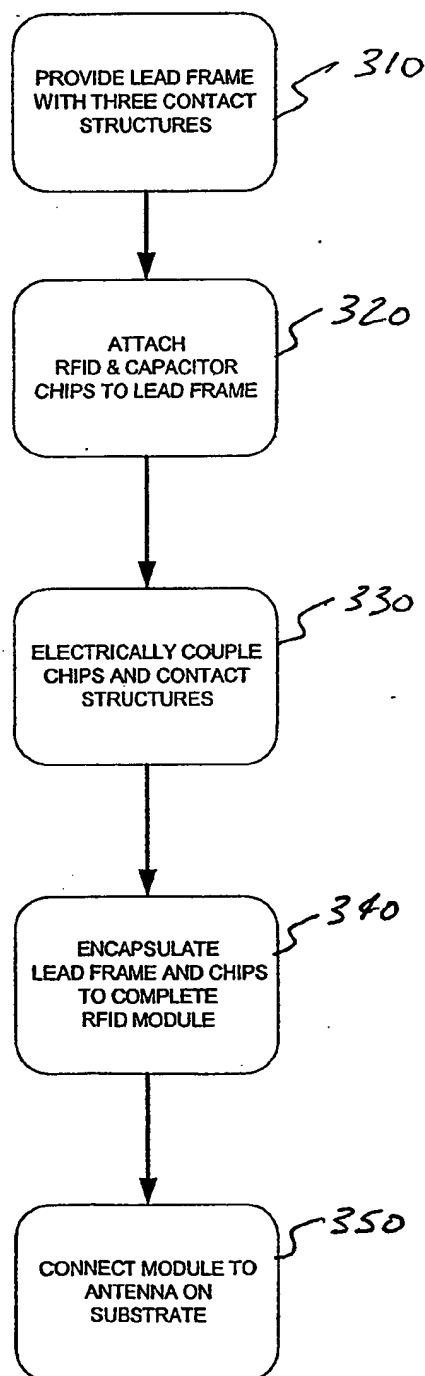 PROVIDE LEAD FRAME
WITH THREE CONTACT
STRUCTURES
310
ATTACH
RFID & CAPACITOR
CHIPS TO LEAD FRAME
320
ELECTRICALLY COUPLE
CHIPS AND CONTACT
STRUCTURES
330
ENCAPSULATE
LEAD FRAME AND CHIPS
TO COMPLETE
RFID MODULE
340
CONNECT MODULE TO
ANTENNA ON
SUBSTRATE
350